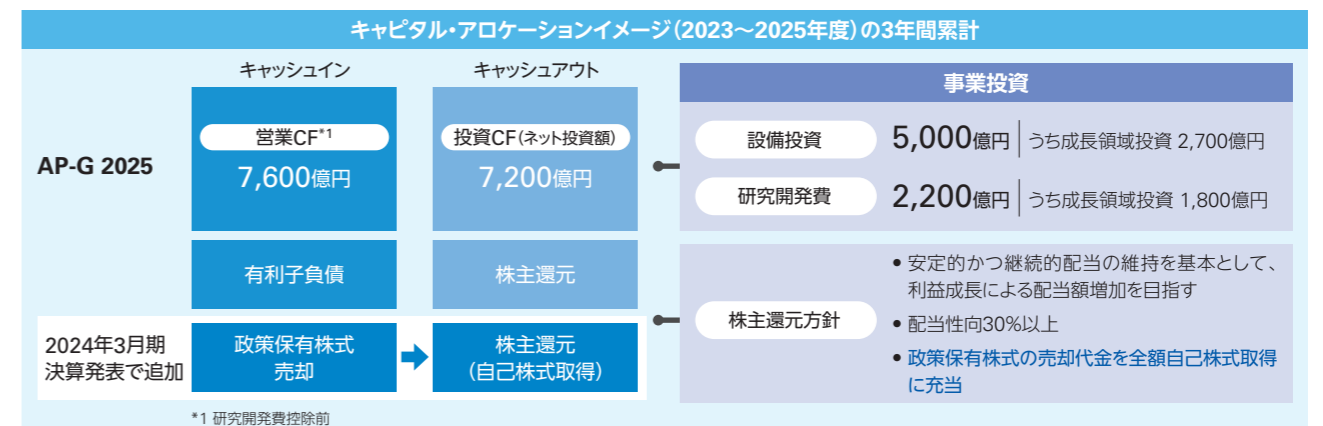 キャピタル・アロケーションイメージ（2023～2025年度）の3年間累計
キャッシュイン
キャッシュアウト
AP-G 2025
営業CF*1
7,600億円
投資CF（ネット投資額）
7,200億円
事業投資
設備投資
5,000億円
うち成長領域投資 2,700億円
研究開発費
2,200億円
うち成長領域投資 1,800億円
有利子負債
株主還元
2024年3月期
決算発表で追加
政策保有株式
売却
株主還元
（自己株式取得）
株主還元方針
• 安定的かつ継続的配当の維持を基本として、
利益成長による配当額増加を目指す
• 配当性向30%以上
• 政策保有株式の売却代金を全額自己株式取得
に充当
*1 研究開発費控除前